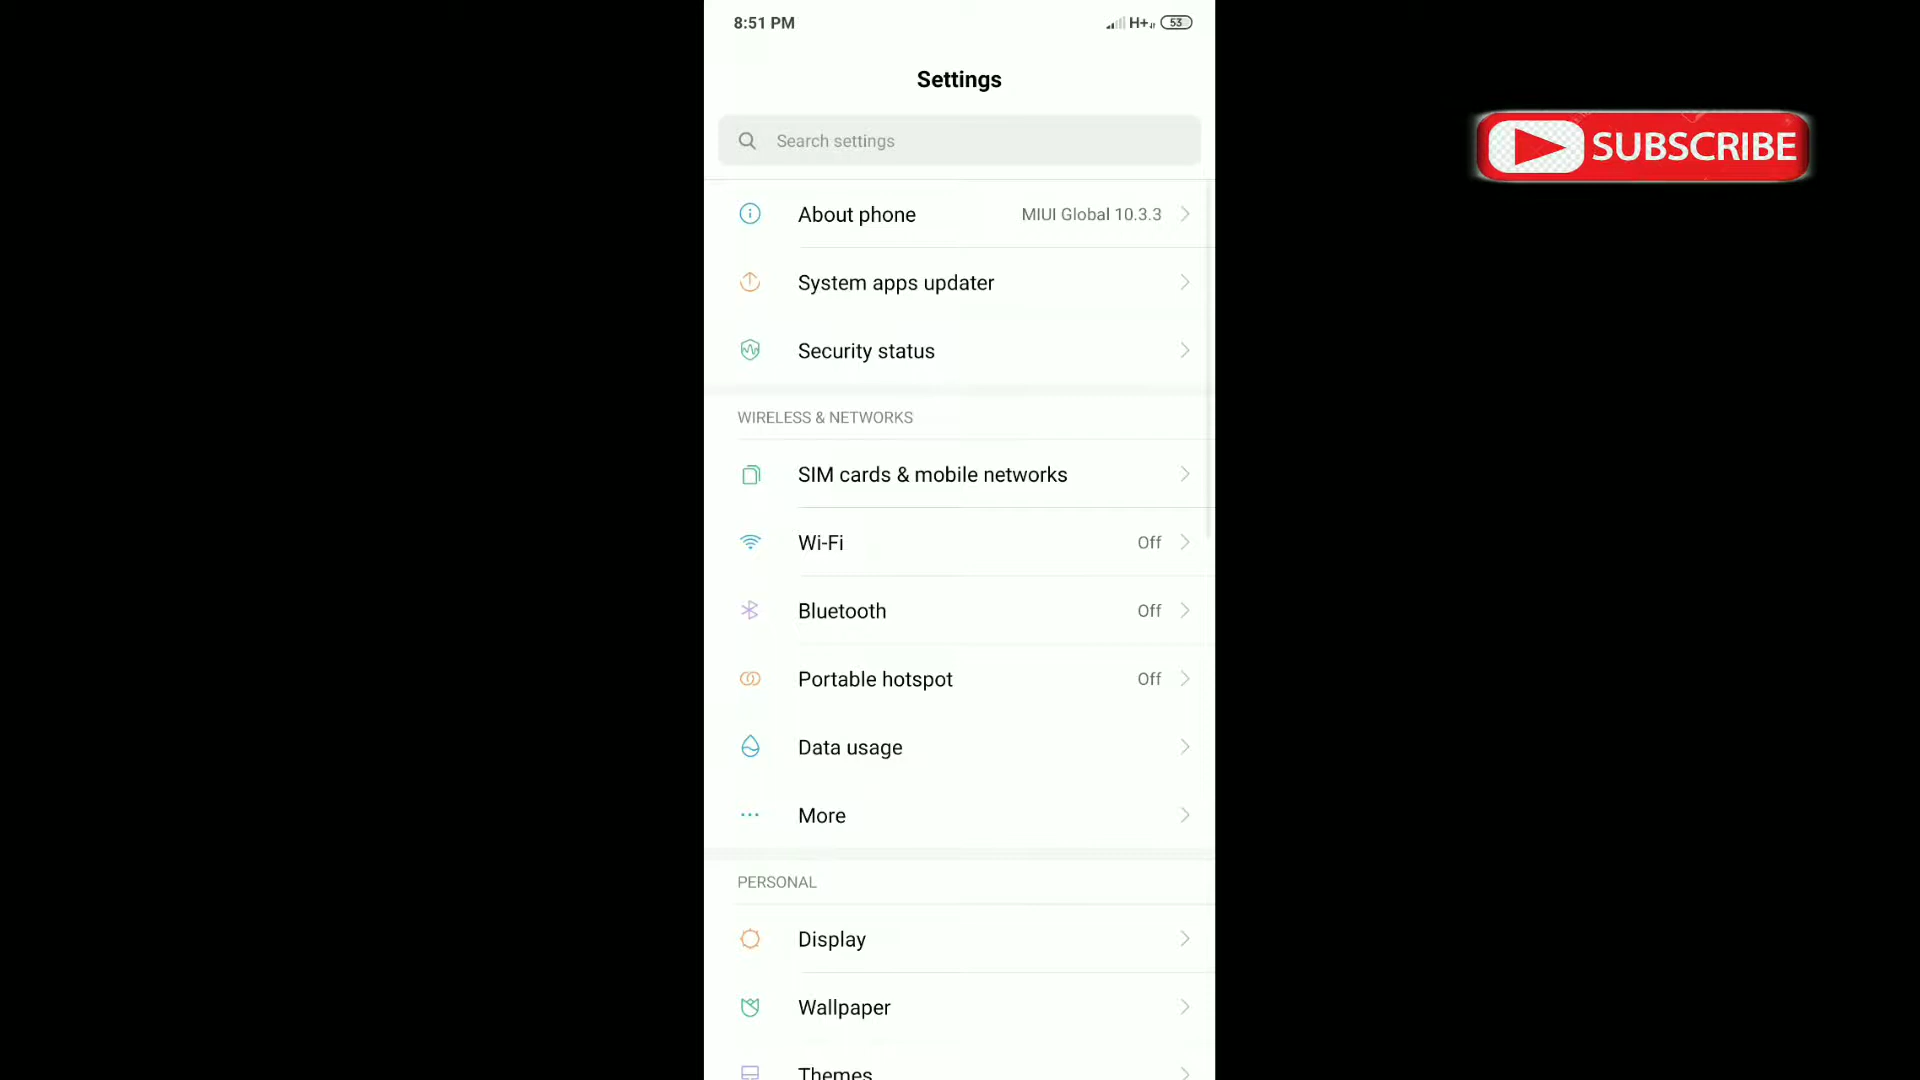 8:51 PM
H+
53
Settings
Search settings
About phone
MIUI Global 10.3.3
System apps updater
Security status
WIRELESS & NETWORKS
SIM cards & mobile networks
Wi-Fi
Off
Bluetooth
Off
Portable hotspot
Off
Data usage
More
PERSONAL
Display
Wallpaper
Themes
SUBSCRIBE